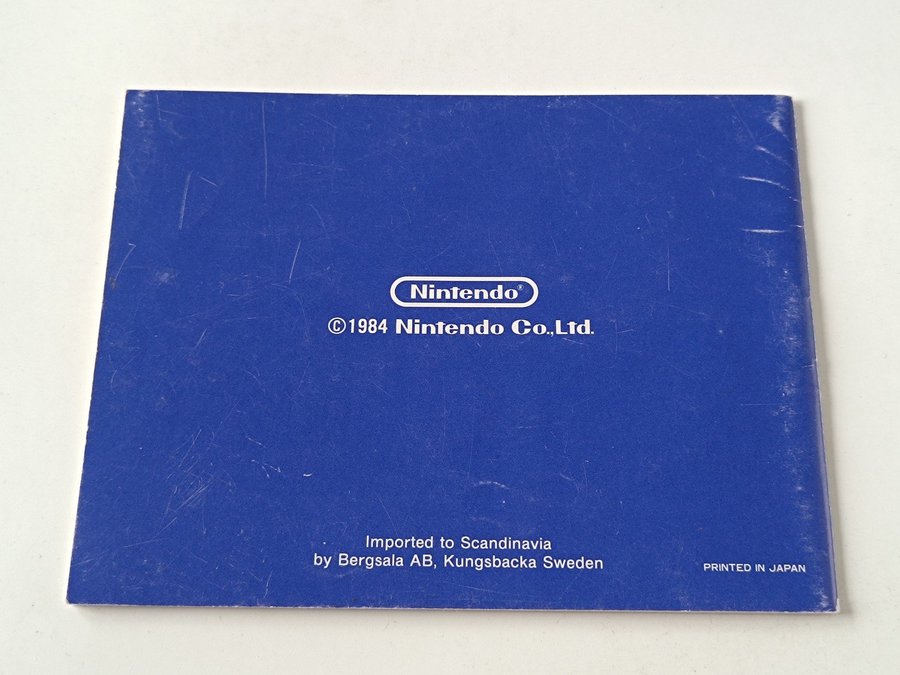 Nintendo®
©1984 Nintendo Co.,Ltd.
Imported to Scandinavia
by Bergsala AB, Kungsbacka Sweden
PRINTED IN JAPAN